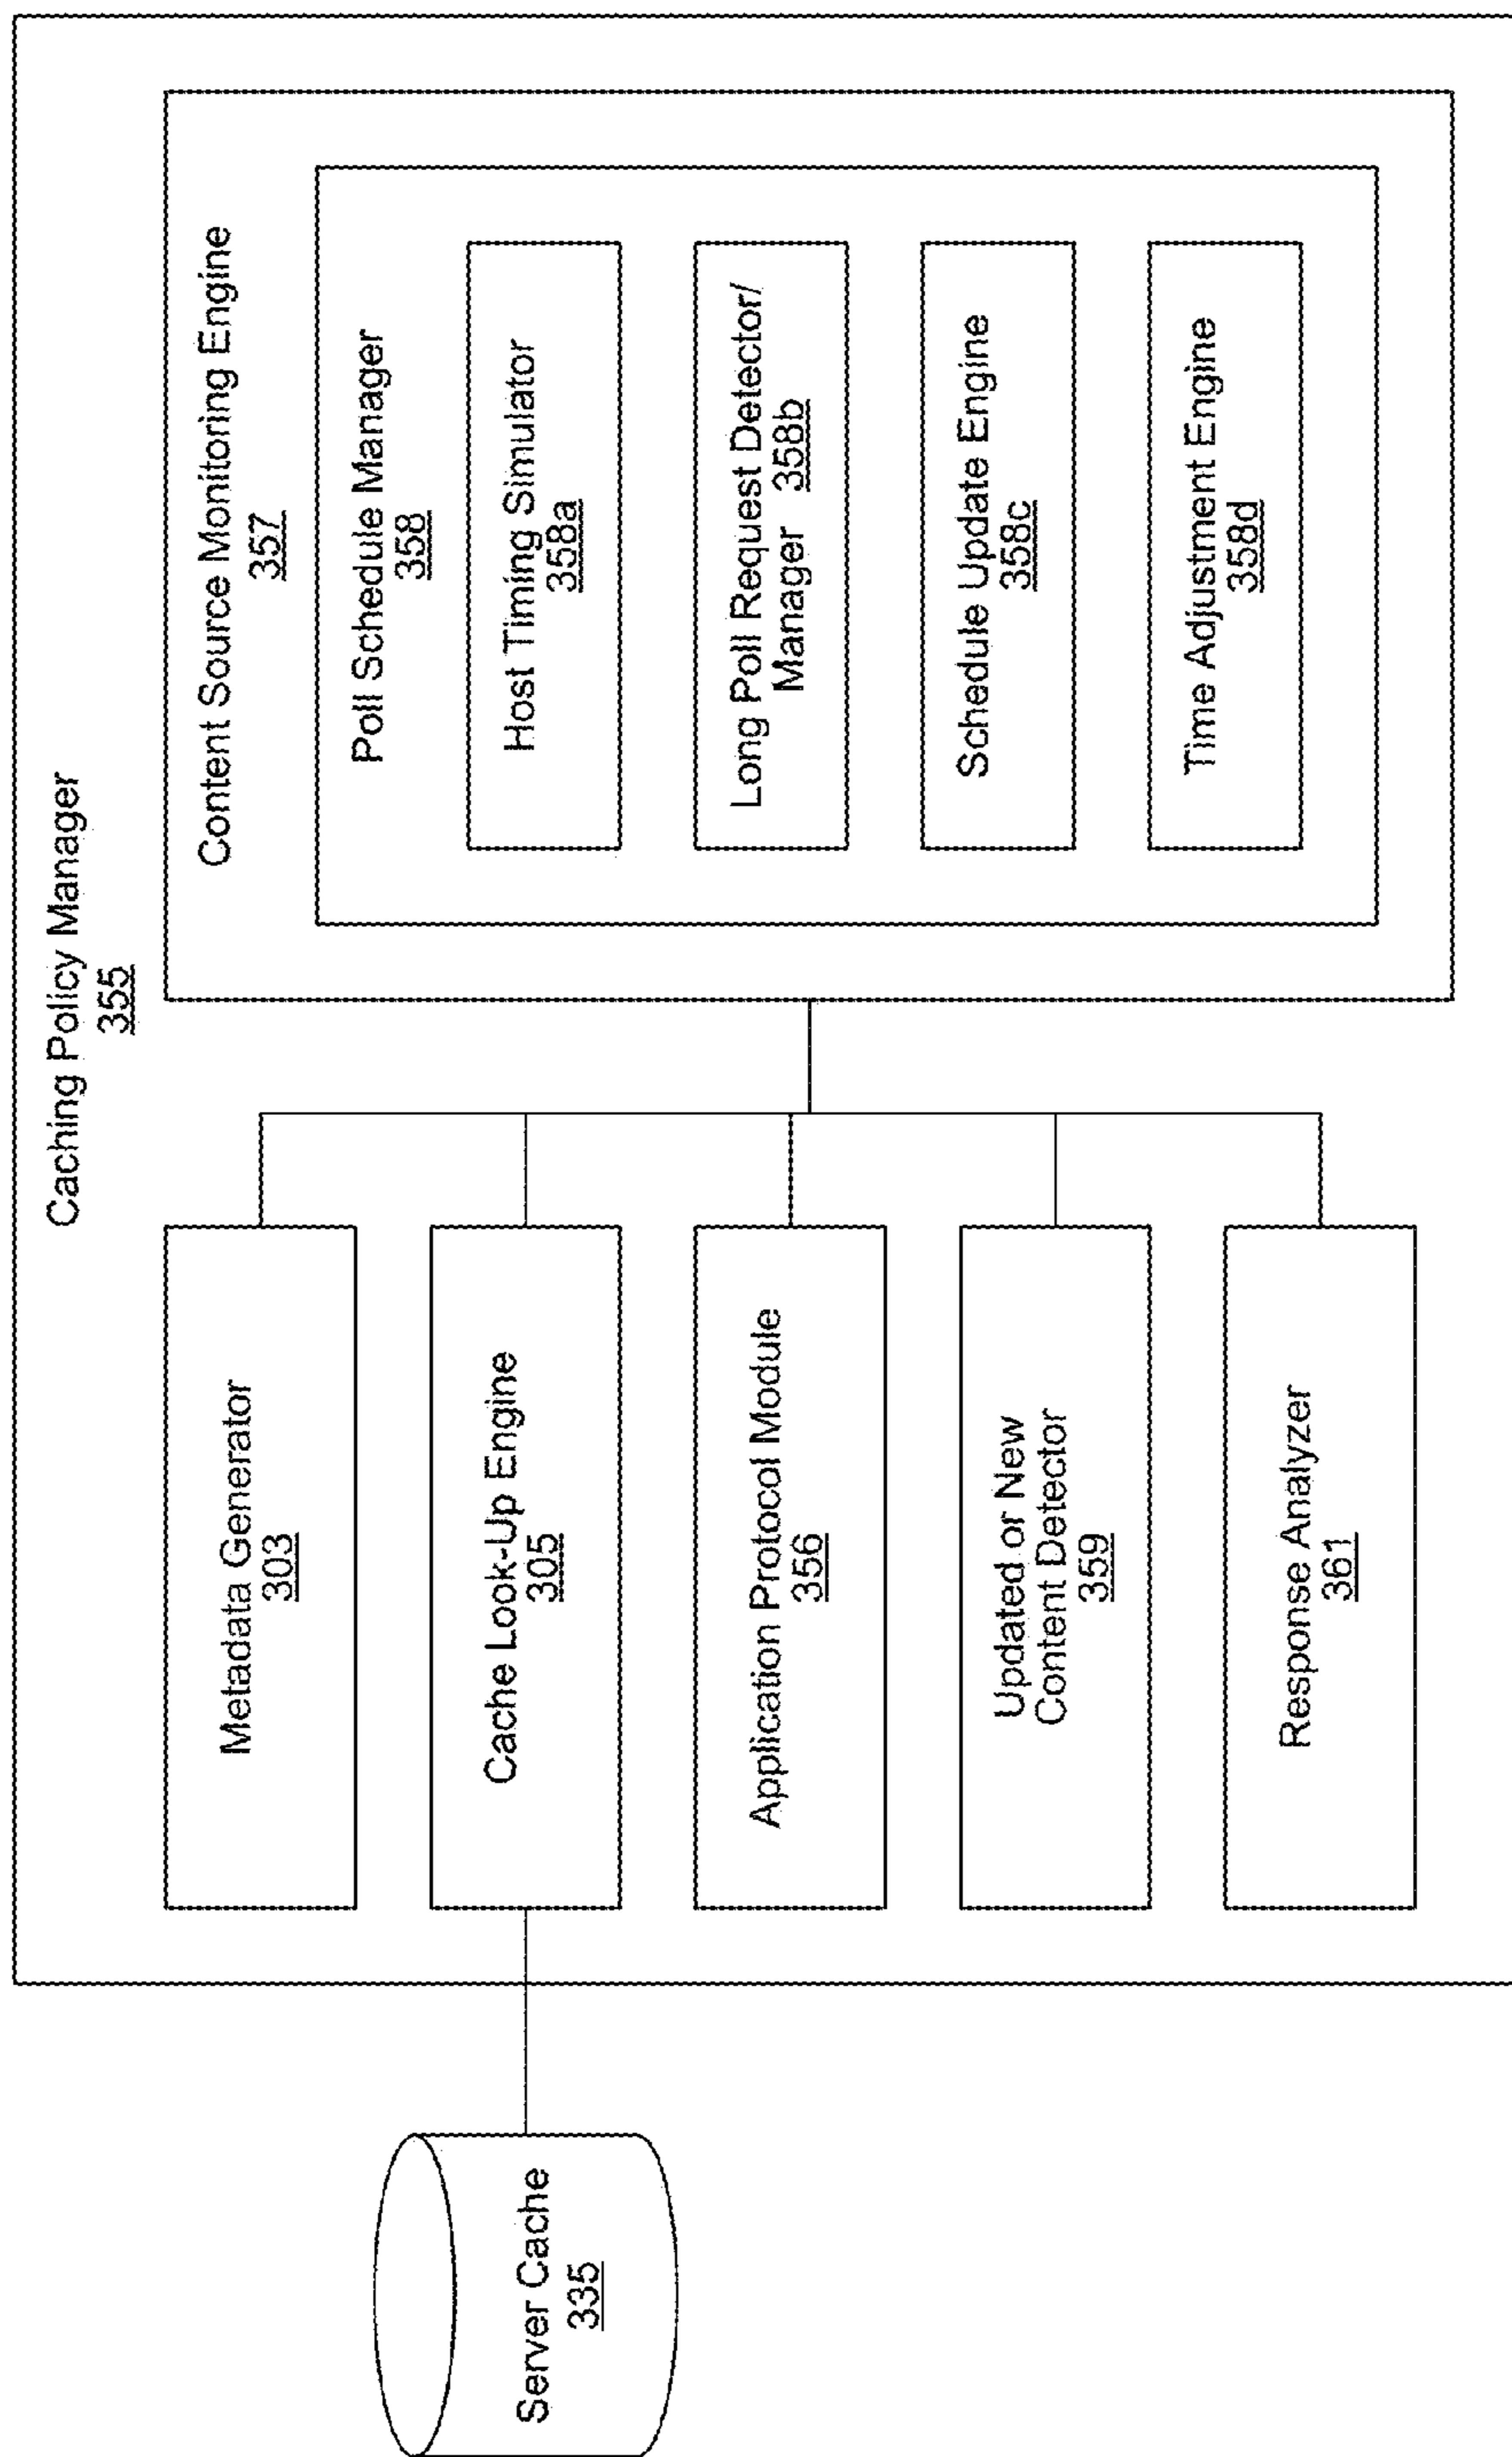 Caching Policy Manager
355
Server Cache
335
Metadata Generator
303
Cache Look-Up Engine
305
Application Protocol Module
356
Updated or New
Content Detector
359
Response Analyzer
361
Content Source Monitoring Engine
357
Poll Schedule Manager
358
Host Timing Simulator
358a
Long Poll Request Detector/
Manager 358b
Schedule Update Engine
358c
Time Adjustment Engine
358d